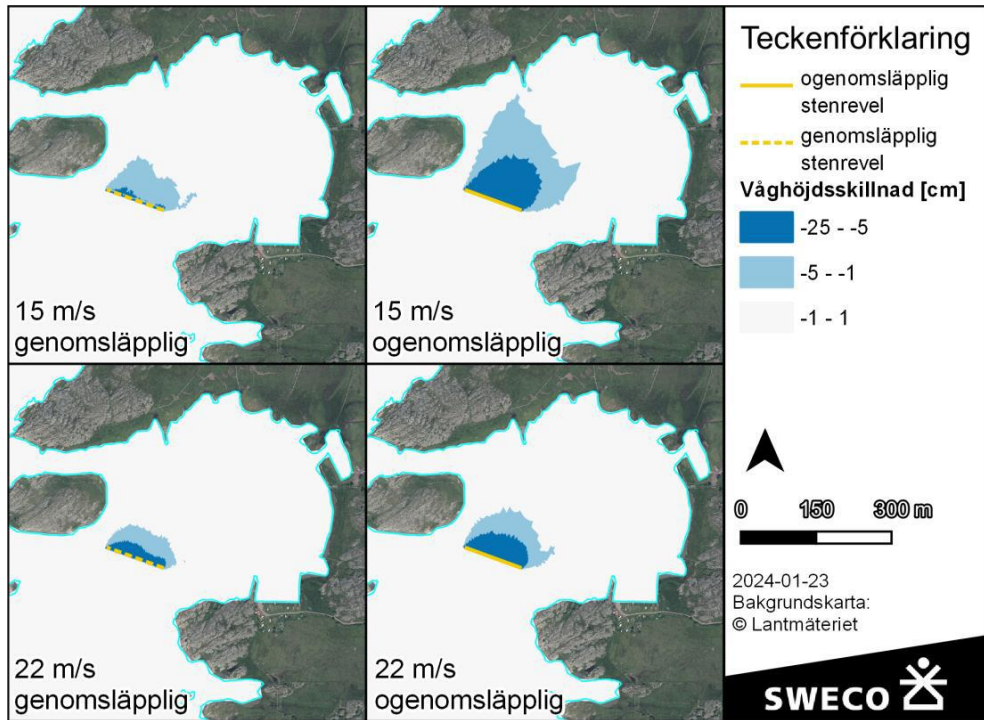 15 m/s
genomsläpplig
15 m/s
ogenomsläpplig
22 m/s
genomsläpplig
22 m/s
ogenomsläpplig
Teckenförklaring
ogenomsläpplig
stenrevel
genomsläpplig
stenrevel
Våghöjdsskillnad [cm]
-25 - -5
-5 - -1
-1 - 1
0 150 300 m
2024-01-23
Bakgrundskarta:
© Lantmäteriet
SWECO